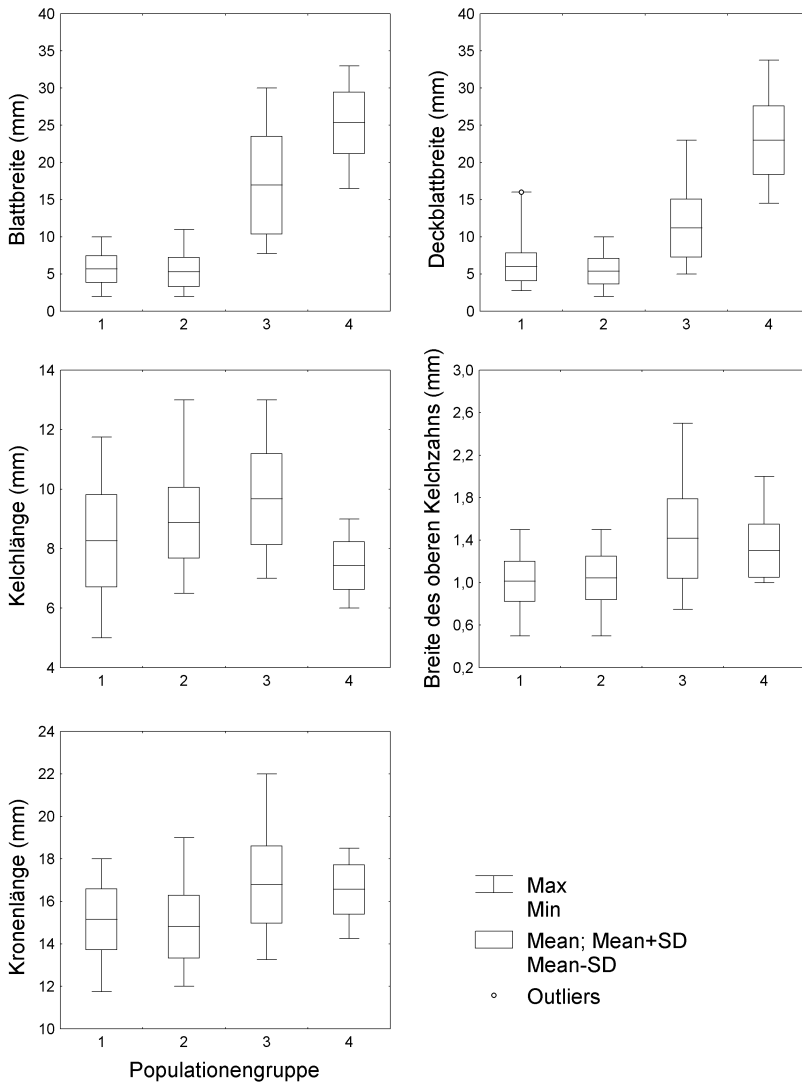 40
35
30
25
20
15
10
5
0
Blattbreite (mm)
1 2 3 4
40
35
30
25
20
15
10
5
0
Deckblattbreite (mm)
1 2 3 4
14
12
10
8
6
4
Kelchlänge (mm)
1 2 3 4
3,0
2,6
2,2
1,8
1,4
1,0
0,6
0,2
Breite des oberen Kelchzahns (mm)
1 2 3 4
24
22
20
18
16
14
12
10
Kronenlänge (mm)
1 2 3 4
Populationengruppe
Max
Min
Mean; Mean+SD
Mean-SD
Outliers